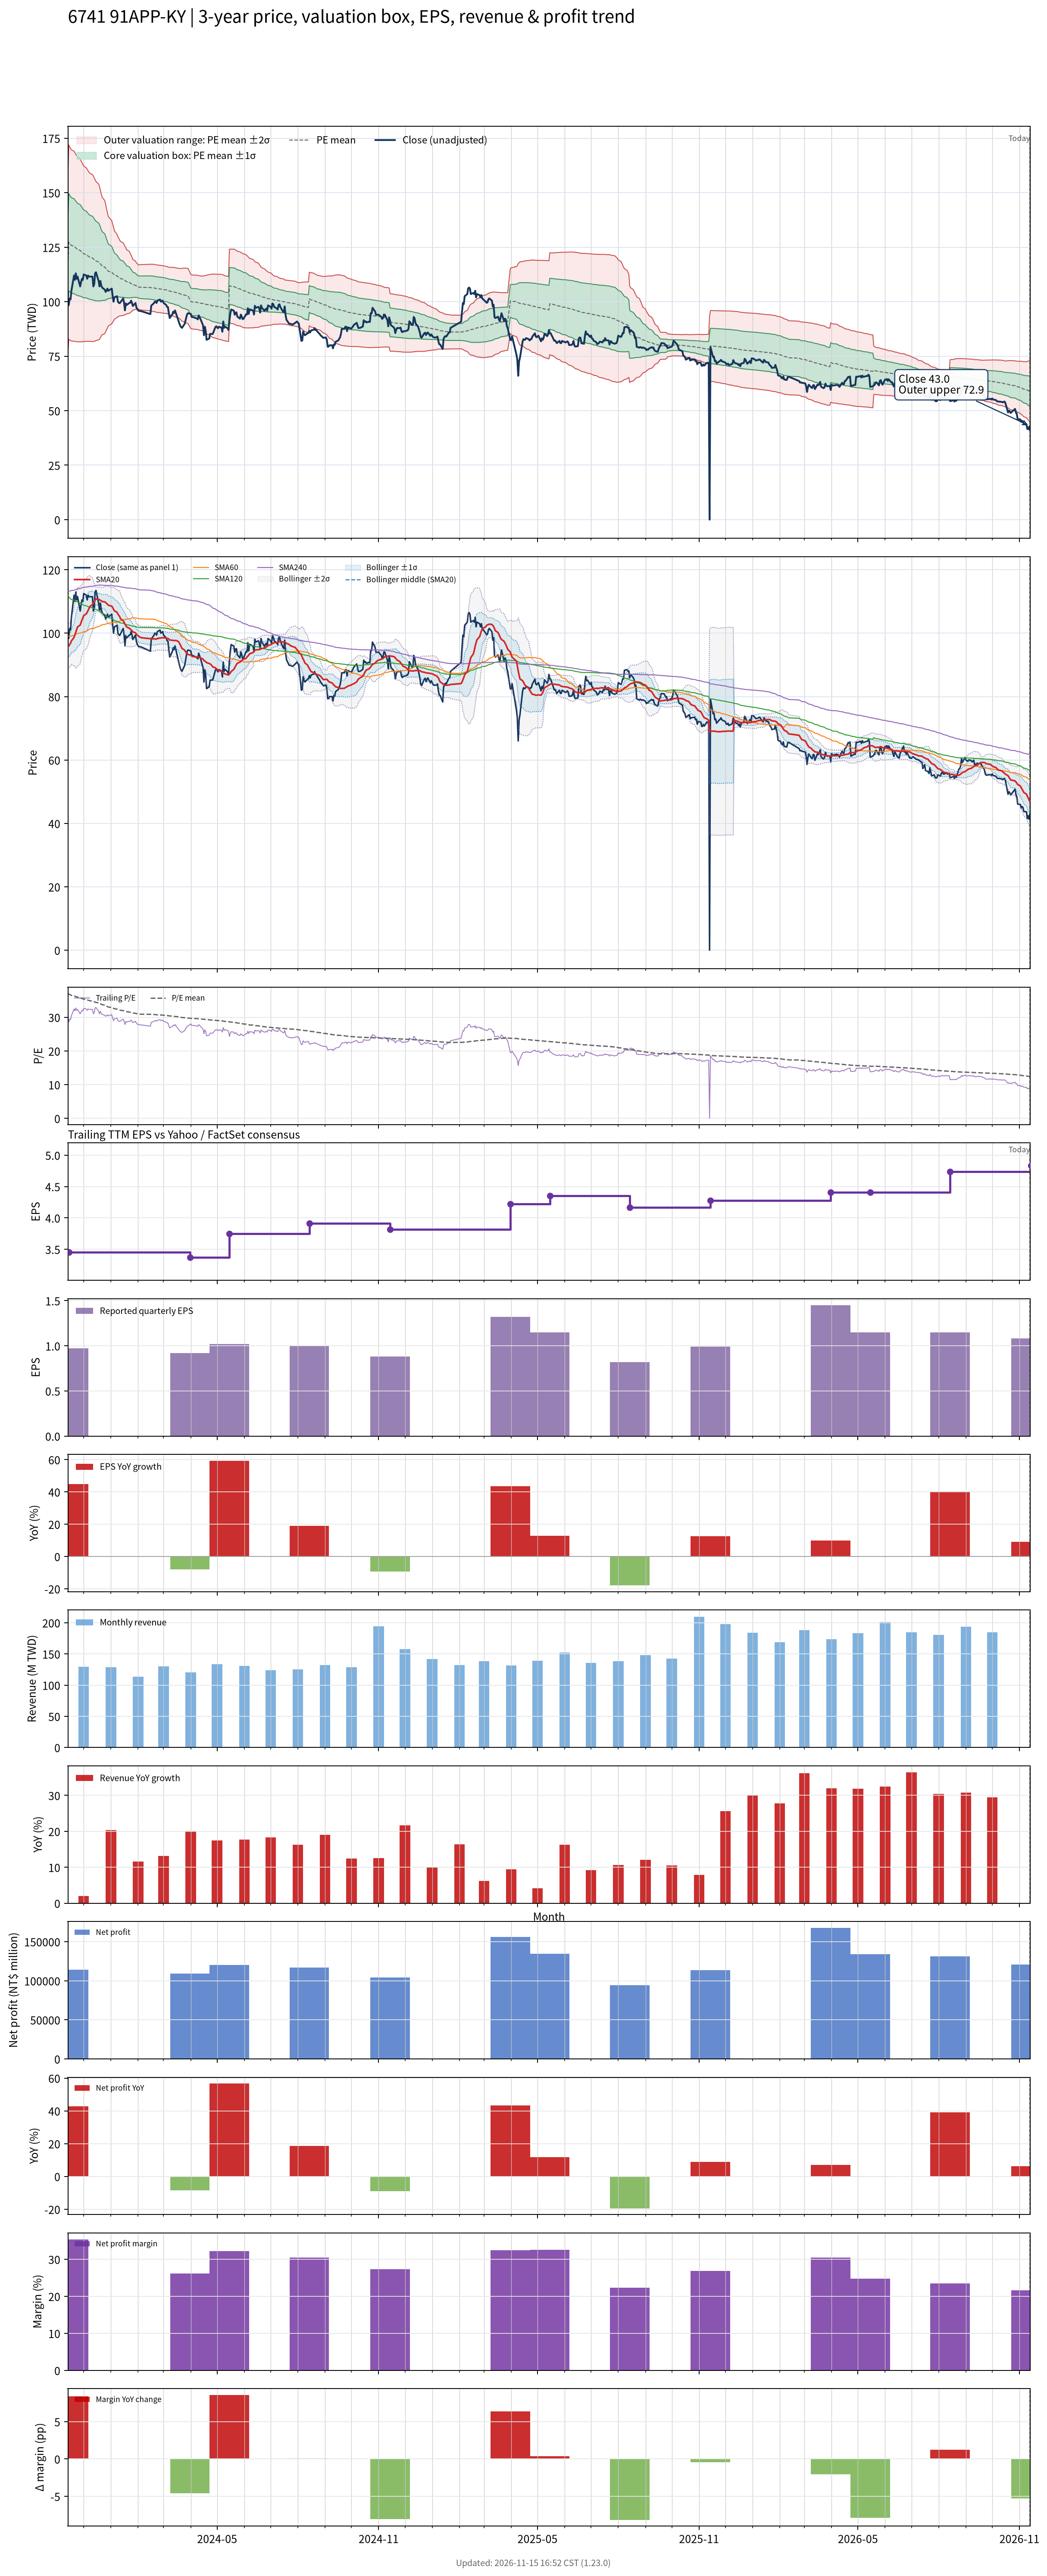 6741 91APP-KY | 3-year price, valuation box, EPS, revenue & profit trend
Outer valuation range: PE mean ±2σ
PE mean
Close (unadjusted)
Core valuation box: PE mean ±1σ
Today
175
150
125
100
75
50
25
0
Price (TWD)
Close 43.0
Outer upper 72.9
Close (same as panel 1)
SMA20
SMA60
SMA120
SMA240
Bollinger ±2σ
Bollinger ±1σ
Bollinger middle (SMA20)
120
100
80
60
40
20
0
Price
Trailing P/E
P/E mean
30
20
10
0
P/E
Trailing TTM EPS vs Yahoo / FactSet consensus
Today
5.0
4.5
4.0
3.5
EPS
Reported quarterly EPS
1.5
1.0
0.5
0.0
EPS
EPS YoY growth
60
40
20
0
-20
YoY (%)
Monthly revenue
200
150
100
50
0
Revenue (M TWD)
Revenue YoY growth
30
20
10
0
YoY (%)
Month
Net profit
150000
100000
50000
0
Net profit (NT$ million)
Net profit YoY
60
40
20
0
-20
YoY (%)
Net profit margin
30
20
10
0
Margin (%)
Margin YoY change
5
0
-5
Δ margin (pp)
2024-05
2024-11
2025-05
2025-11
2026-05
2026-11
Updated: 2026-11-15 16:52 CST (1.23.0)